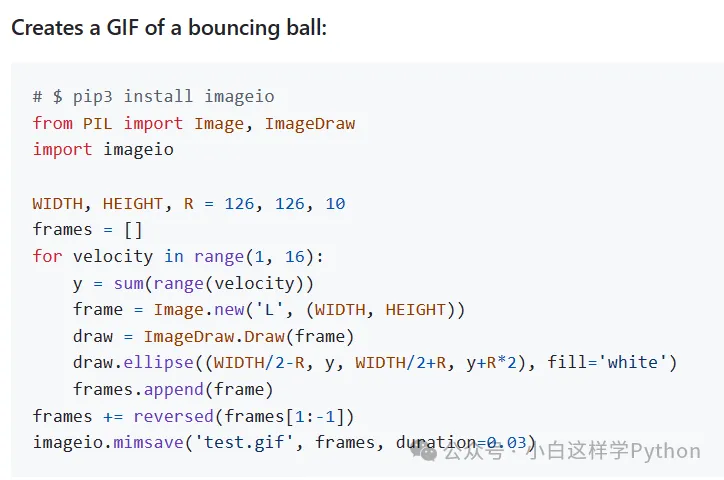 Creates a GIF of a bouncing ball:
# $ pip3 install imageio
from PIL import Image, ImageDraw
import imageio
WIDTH, HEIGHT, R = 126, 126, 10
frames = []
for velocity in range(1, 16):
    y = sum(range(velocity))
    frame = Image.new('L', (WIDTH, HEIGHT))
    draw = ImageDraw.Draw(frame)
    draw.ellipse((WIDTH/2-R, y, WIDTH/2+R, y+R*2), fill='white')
    frames.append(frame)
frames += reversed(frames[1:-1])
imageio.mimsave('test.gif', frames, duration=0.03)
公众号 · 小白这样学Python